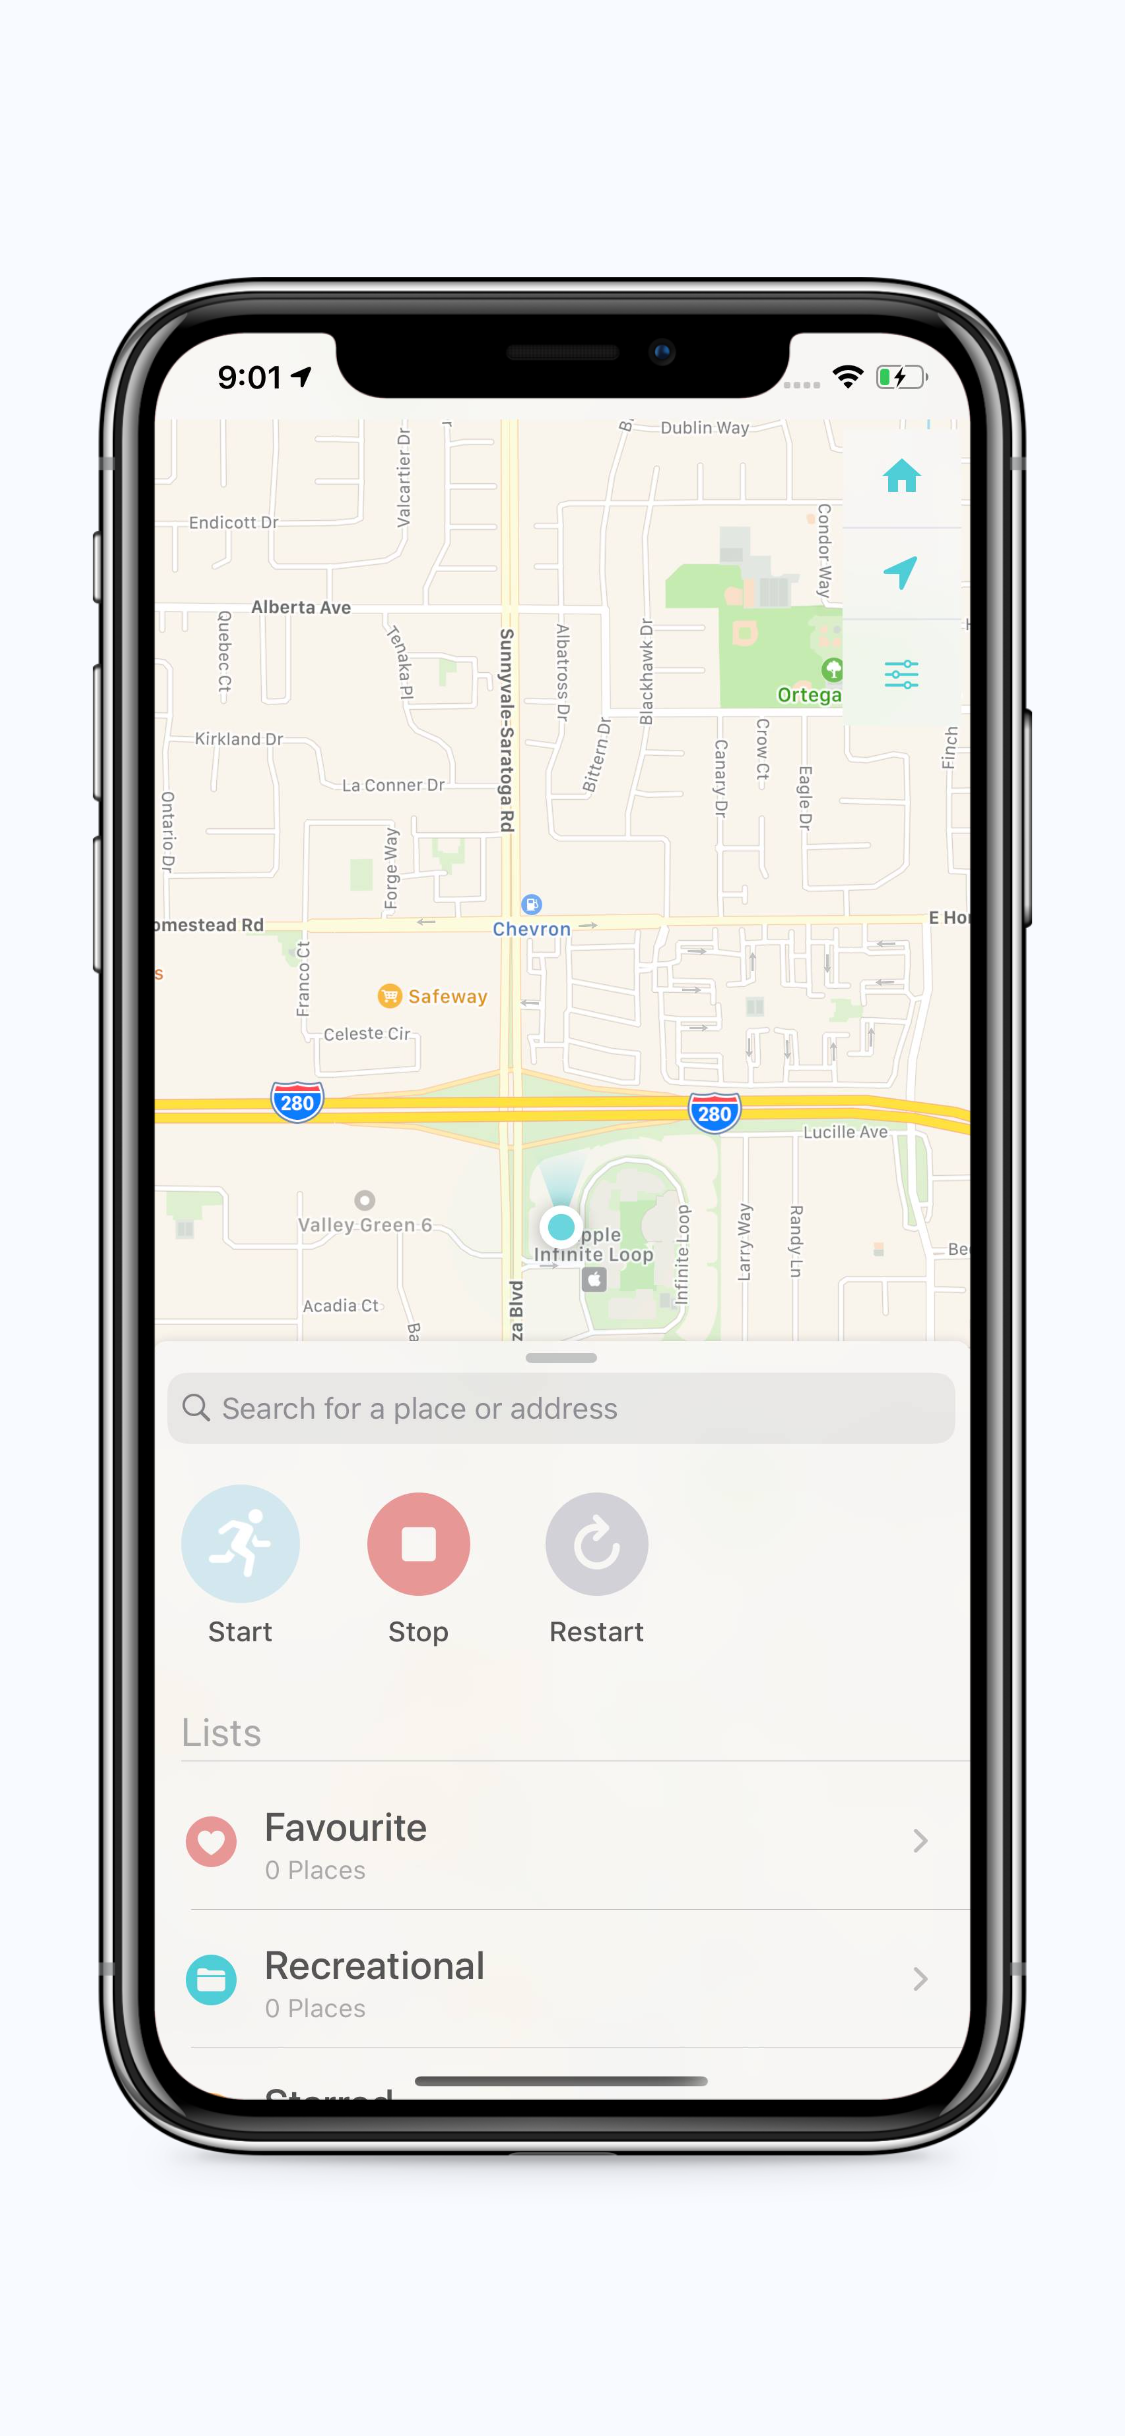 9:01
Dublin Way
Valcartier Dr
Endicott Dr
Condor Way
Alberta Ave
Quebec Ct
Tenaka Pl
Sunnyvale-Saratoga Rd
Albatross Dr
Blackhawk Dr
Ortega
Kirkland Dr
La Conner Dr
Bittern Dr
Canary Dr
Crow Ct
Eagle Dr
Finch
Ontario Dr
Forge Way
Chevron
omestead Rd
E Hor
Franco Ct
s
Safeway
Celeste Cir
280
280
Lucille Ave
Valley Green 6
pple
Infinite Loop
Infinite Loop
Larry Way
Randy Ln
Be
Acadia Ct
Ba
za Blvd
Search for a place or address
Start
Stop
Restart
Lists
Favourite
0 Places
Recreational
0 Places
Starred